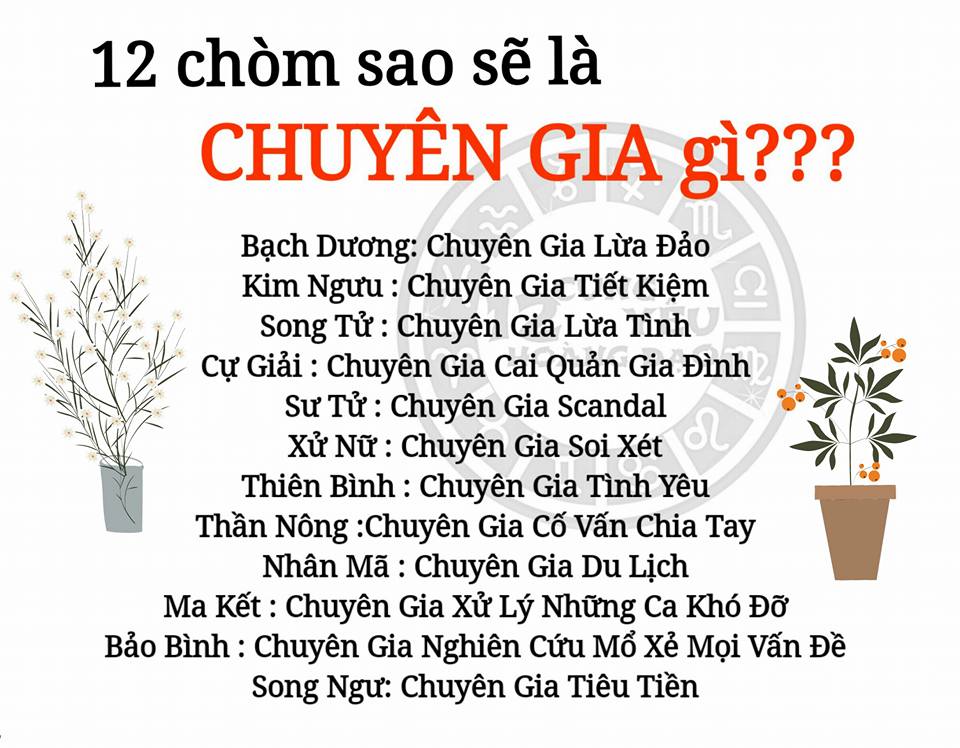 12 chòm sao sẽ là
CHUYÊN GIA gì???
Bạch Dương: Chuyên Gia Lừa Đảo
Kim Ngưu : Chuyên Gia Tiết Kiệm
Song Tử : Chuyên Gia Lừa Tình
Cự Giải : Chuyên Gia Cai Quản Gia Đình
Sư Tử : Chuyên Gia Scandal
Xử Nữ : Chuyên Gia Soi Xét
Thiên Bình : Chuyên Gia Tình Yêu
Thần Nông :Chuyên Gia Cố Vấn Chia Tay
Nhân Mã : Chuyên Gia Du Lịch
Ma Kết : Chuyên Gia Xử Lý Những Ca Khó Đỡ
Bảo Bình : Chuyên Gia Nghiên Cứu Mổ Xẻ Mọi Vấn Đề
Song Ngư: Chuyên Gia Tiêu Tiền